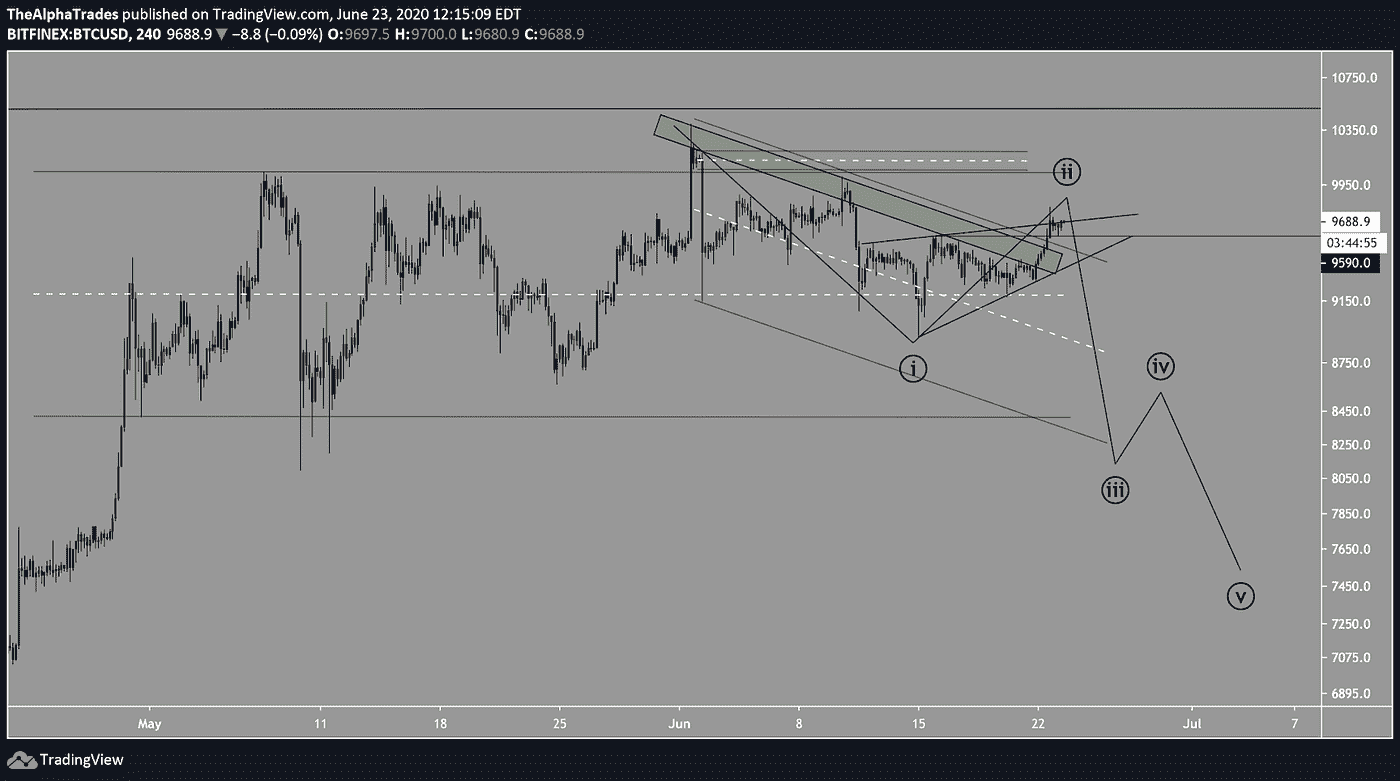 TheAlphaTrades published on TradingView.com, June 23, 2020 12:15:09 EDT
BITFINEX:BTCUSD, 240 9688.9 ▼ −8.8 (−0.09%) O:9697.5 H:9700.0 L:9680.9 C:9688.9
10750.0
10350.0
ii
9950.0
9688.9
03:44:55
9590.0
9150.0
i
iv
8750.0
8450.0
8250.0
iii
8050.0
7850.0
7650.0
v
7450.0
7250.0
7075.0
6895.0
May 11 18 25 Jun 8 15 22 Jul 7
TradingView